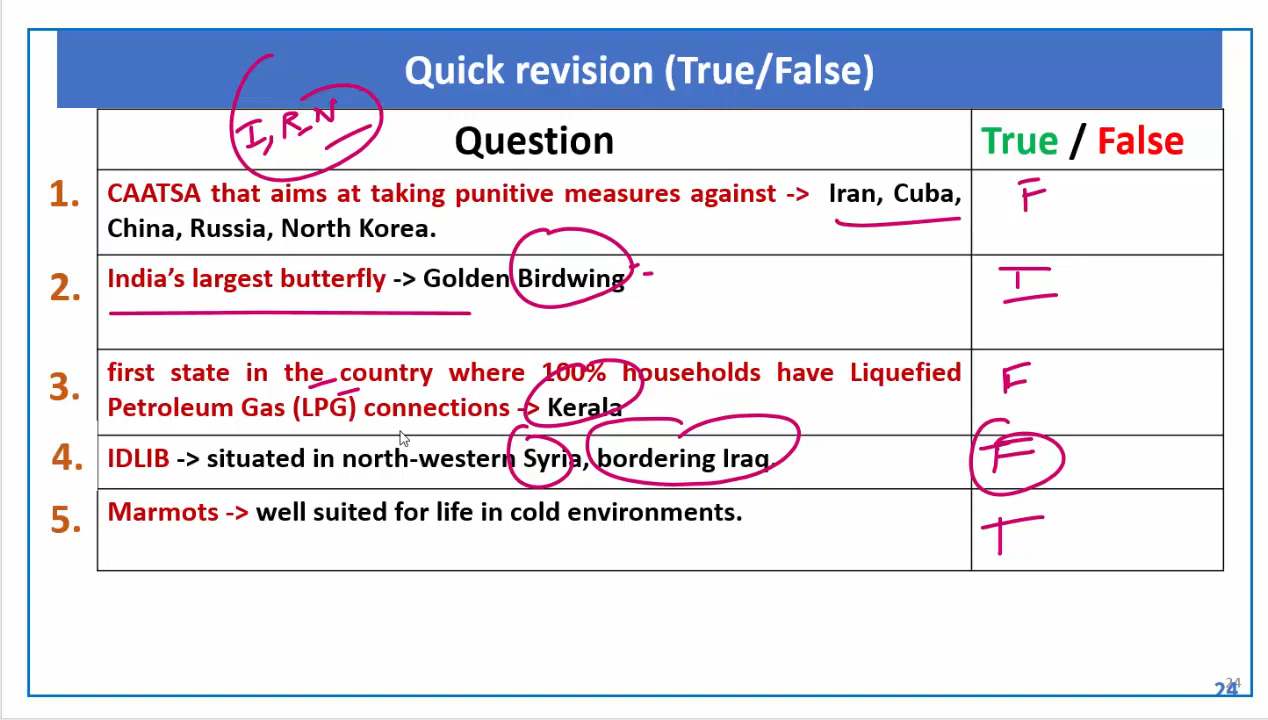 Quick revision (True/False)
I, R, N
Question
True / False
1.
CAATSA that aims at taking punitive measures against -> Iran, Cuba,
China, Russia, North Korea.
F
2.
India's largest butterfly -> Golden Birdwing
T
3.
first state in the country where 100% households have Liquefied
Petroleum Gas (LPG) connections -> Kerala
F
4.
IDLIB -> situated in north-western Syria, bordering Iraq.
F
5.
Marmots -> well suited for life in cold environments.
T
24
24